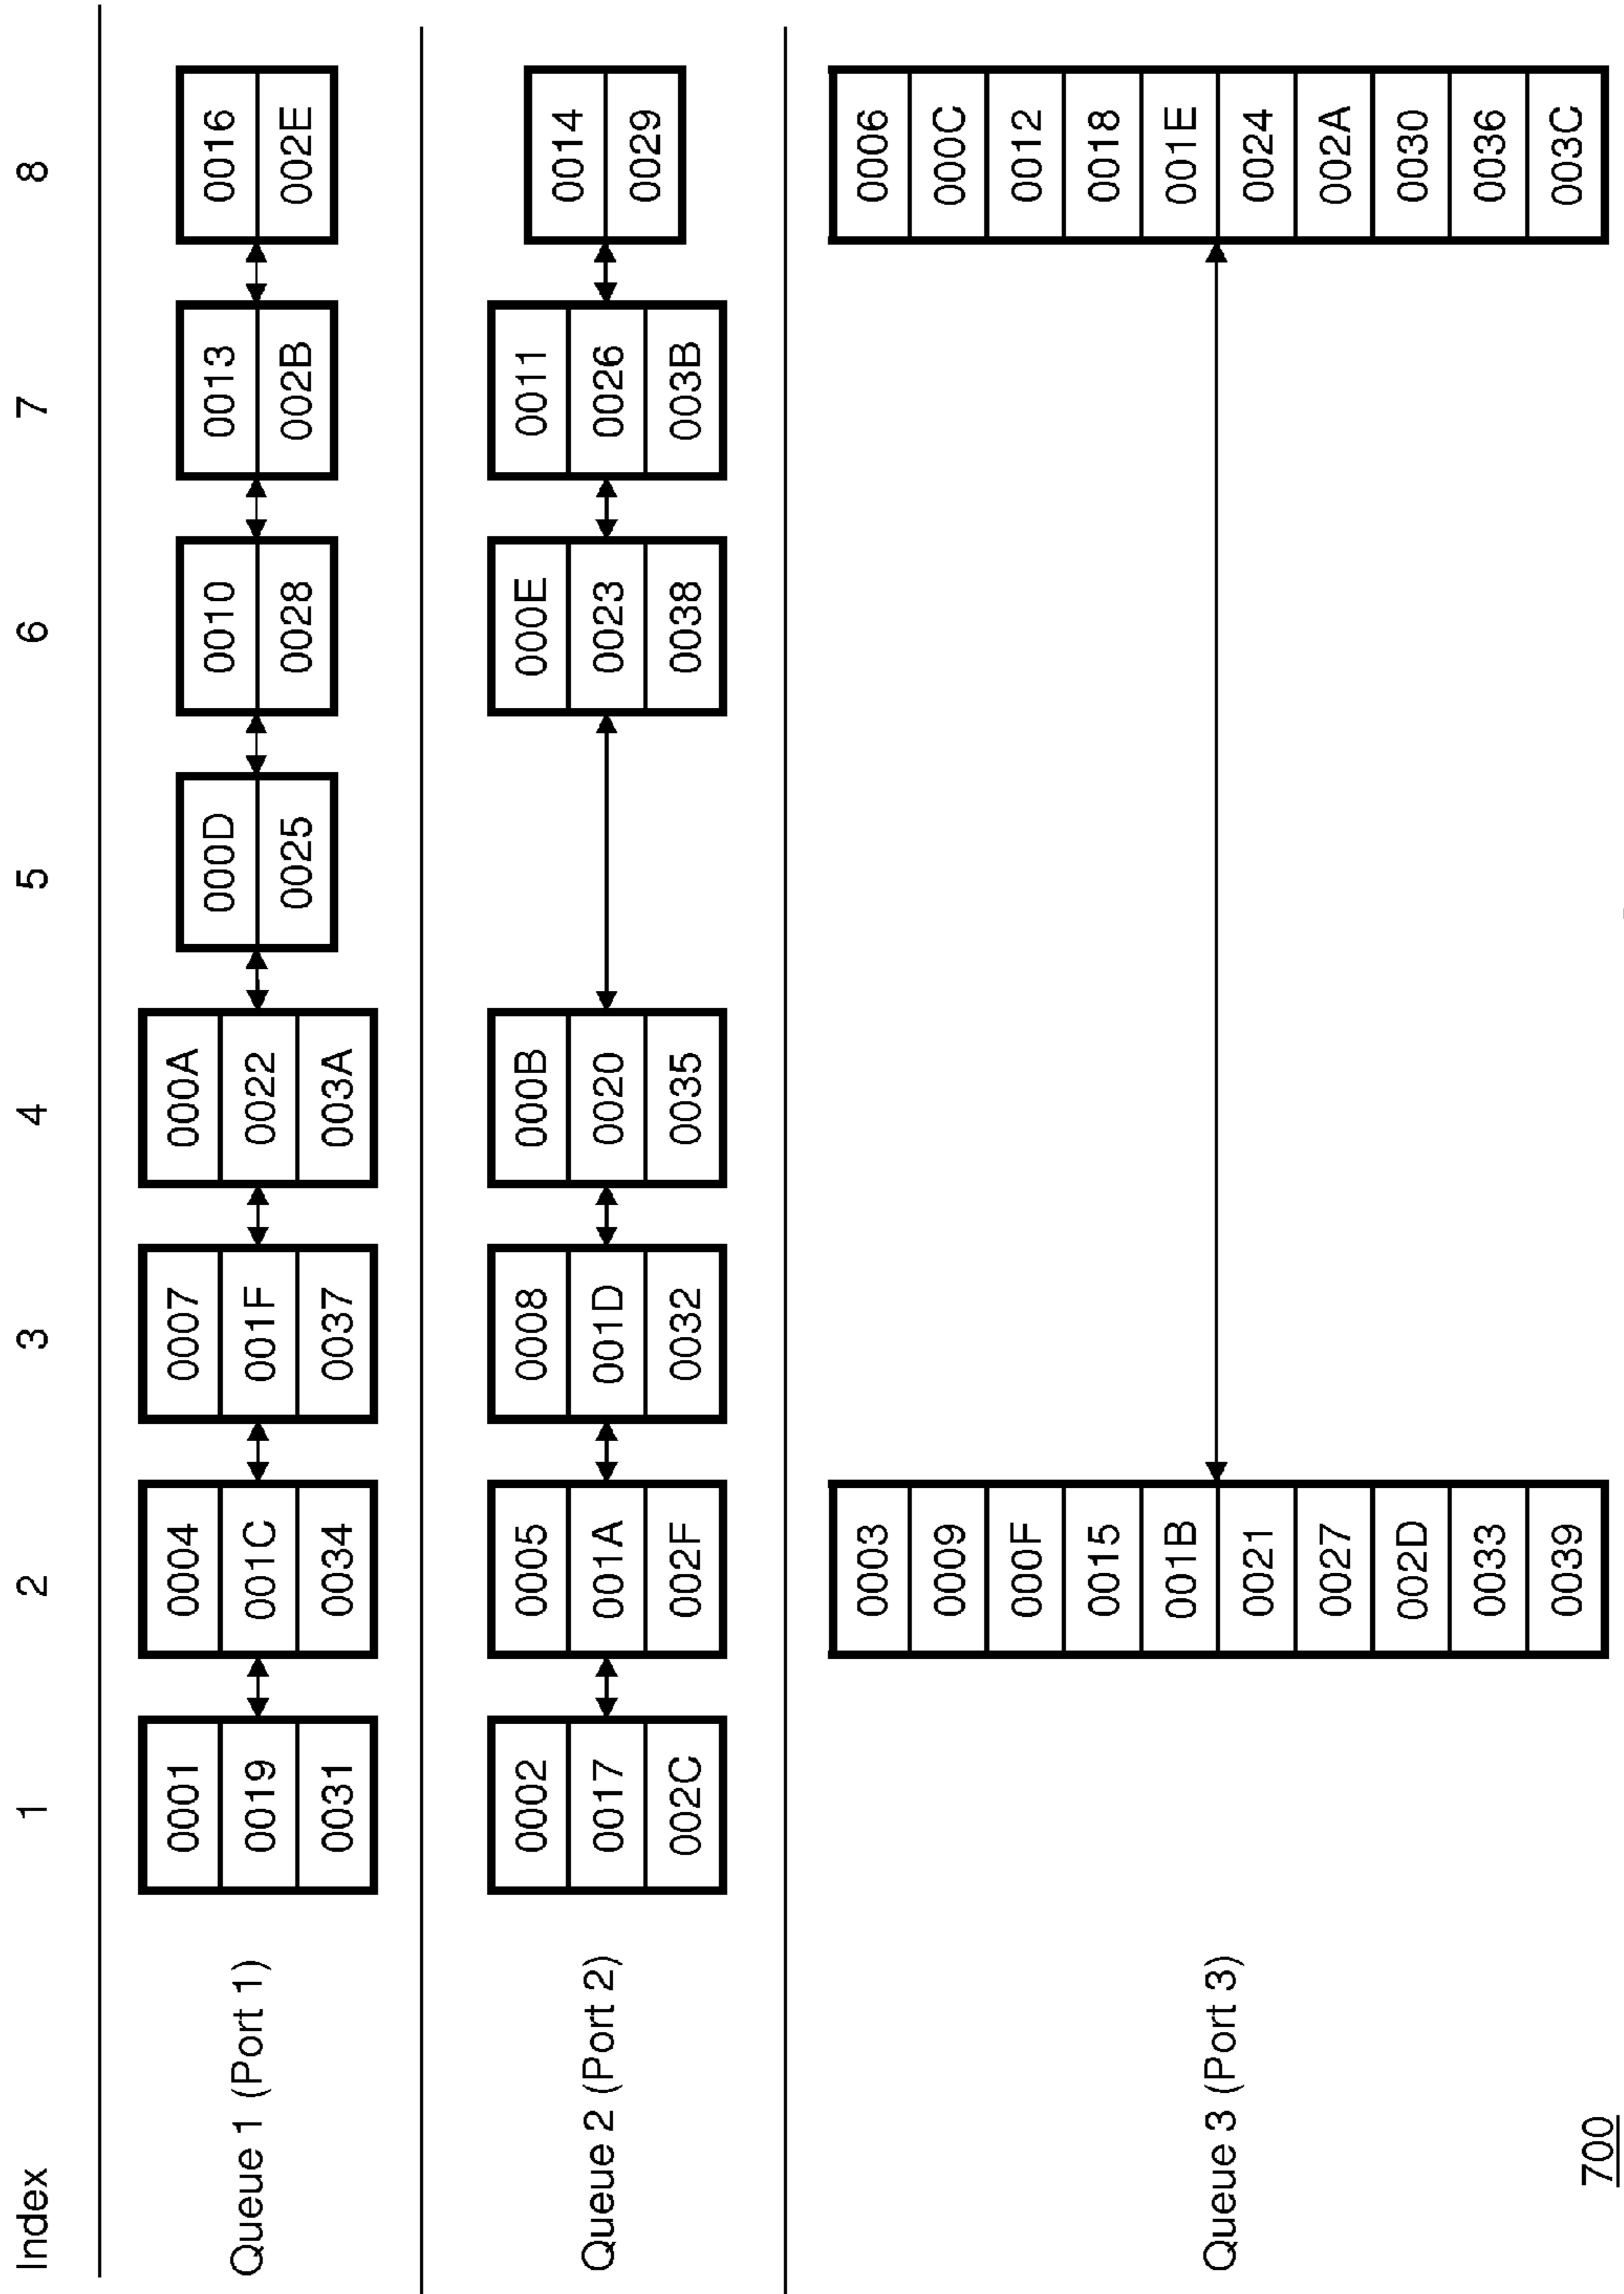 Index 1 2 3 4 5 6 7 8
Queue 1 (Port 1)
0001 0004 0007 000A 000D 0010 0013 0016
0019 001C 001F 0022 0025 0028 002B 002E
0031 0034 0037 003A
Queue 2 (Port 2)
0002 0005 0008 000B 000E 0011 0014
0017 001A 001D 0020 0023 0026 0029
002C 002F 0032 0035 0038 003B
Queue 3 (Port 3)
0003 0006
0009 000C
000F 0012
0015 0018
001B 001E
0021 0024
0027 002A
002D 0030
0033 0036
0039 003C
700